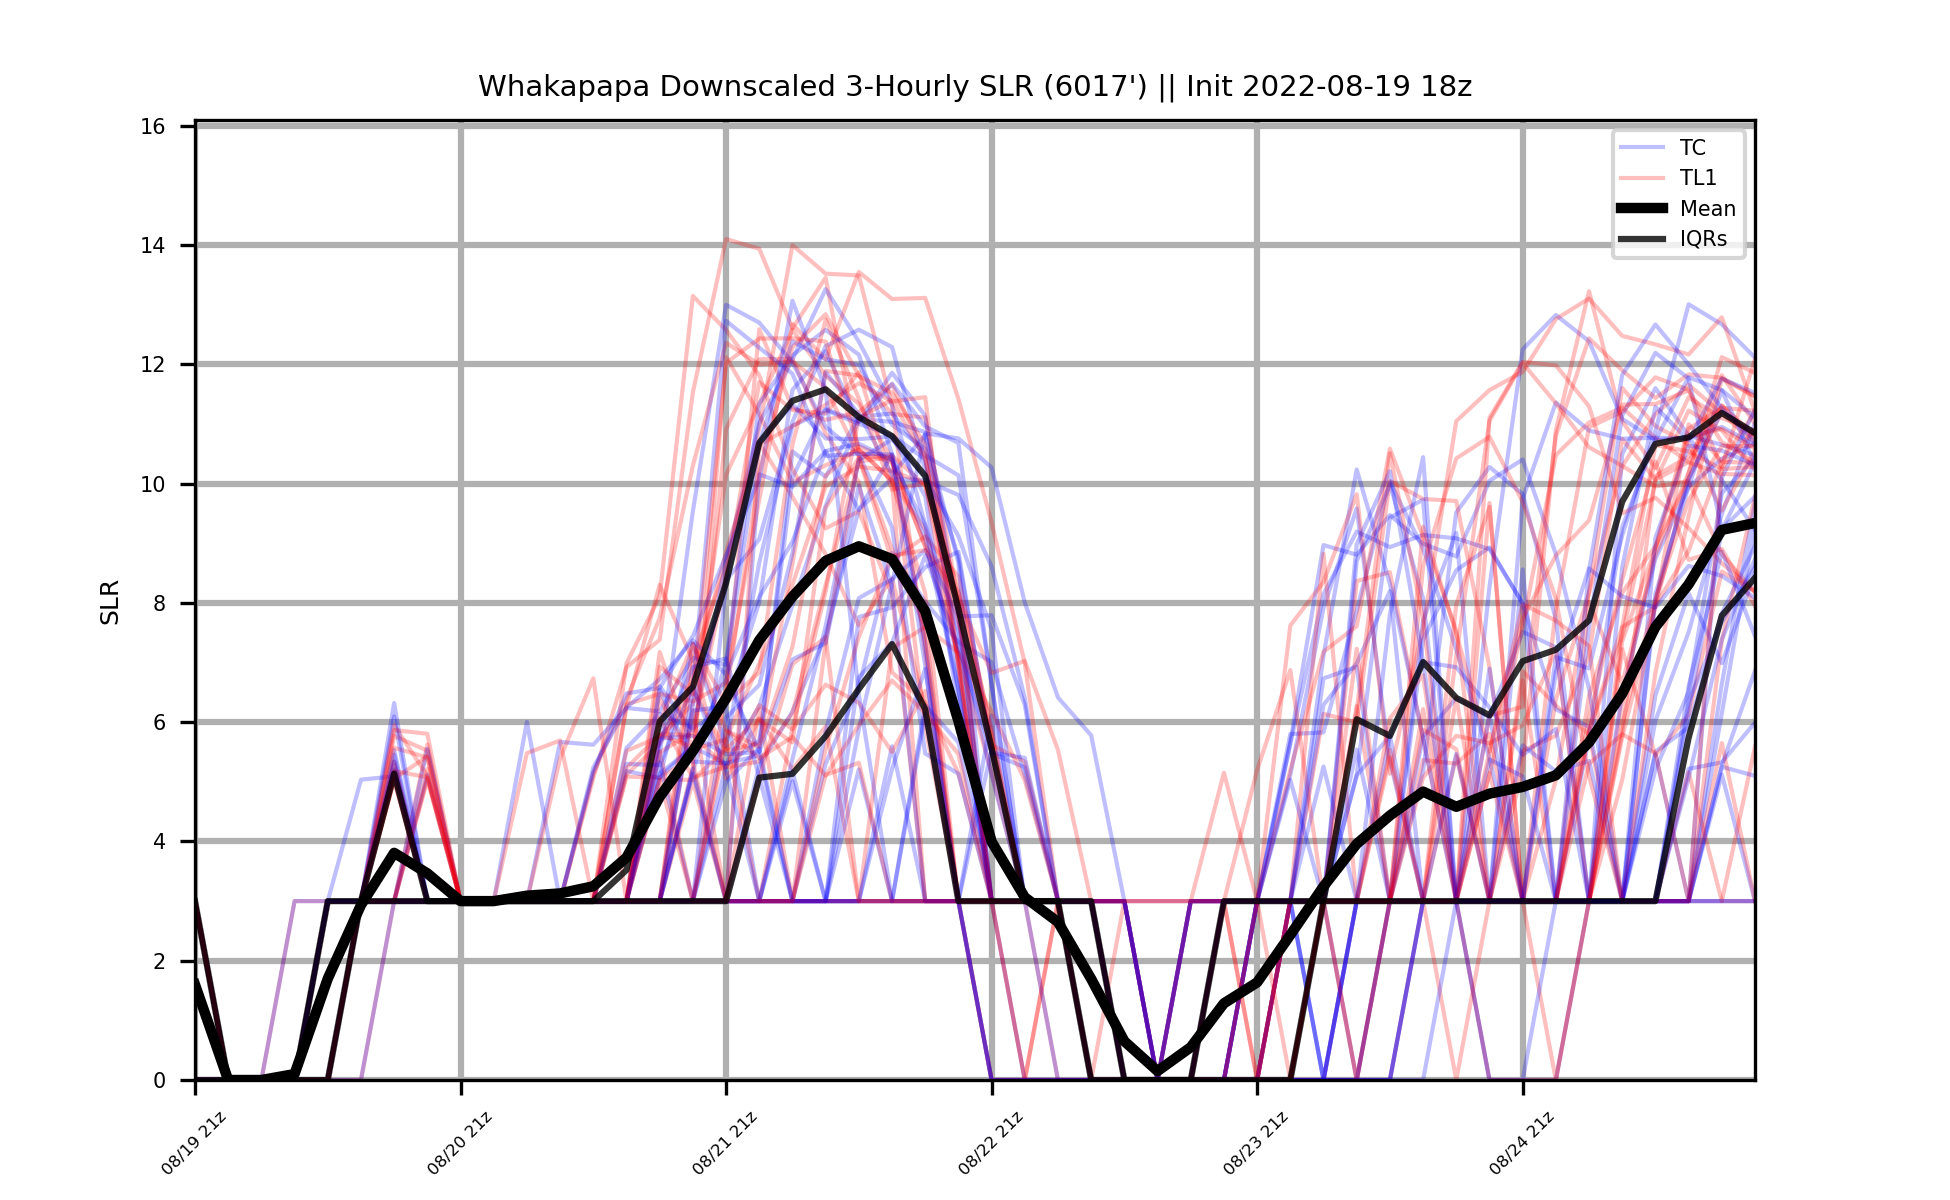 Whakapapa Downscaled 3-Hourly SLR (6017') || Init 2022-08-19 18z
16
14
12
10
8
6
4
2
0
SLR
TC
TL1
Mean
IQRs
08/19 21z
08/20 21z
08/21 21z
08/22 21z
08/23 21z
08/24 21z